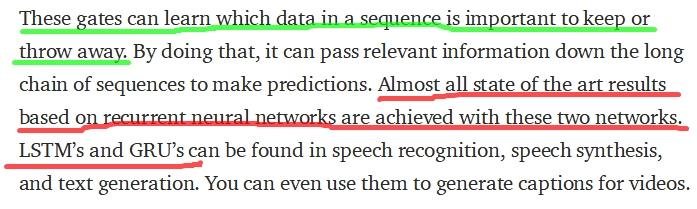 These gates can learn which data in a sequence is important to keep or
throw away. By doing that, it can pass relevant information down the long
chain of sequences to make predictions. Almost all state of the art results
based on recurrent neural networks are achieved with these two networks.
LSTM’s and GRU’s can be found in speech recognition, speech synthesis,
and text generation. You can even use them to generate captions for videos.